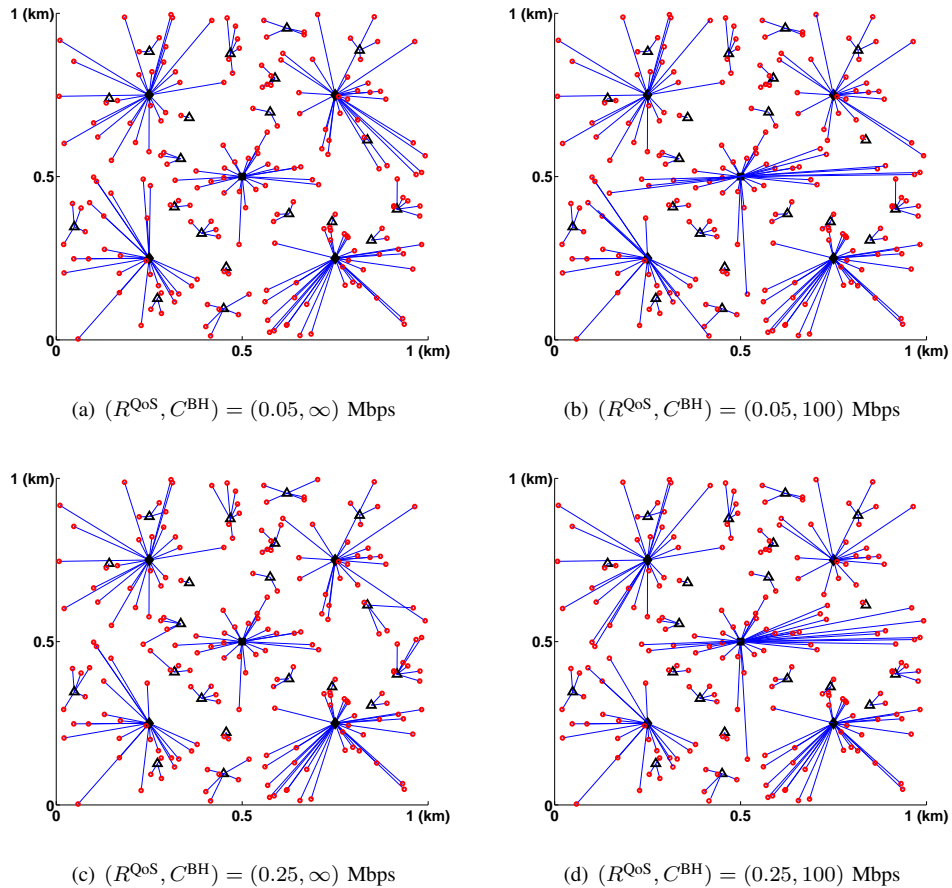 1 (km)
1 (km)
0.5
0.5
0
0
0.5
1 (km)
0
0.5
1 (km)
(a) (R^QoS, C^BH) = (0.05, ∞) Mbps
(b) (R^QoS, C^BH) = (0.05, 100) Mbps
1 (km)
1 (km)
0.5
0.5
0
0
0.5
1 (km)
0
0
0.5
1 (km)
(c) (R^QoS, C^BH) = (0.25, ∞) Mbps
(d) (R^QoS, C^BH) = (0.25, 100) Mbps